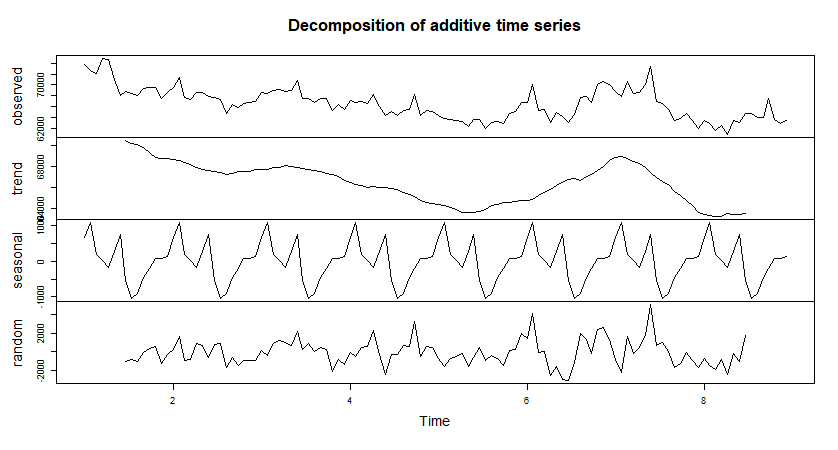 Decomposition of additive time series
observed
62000 70000
trend
64000 68000
seasonal
-1000 0 1000
random
-2000 2000
2 4 6 8
Time